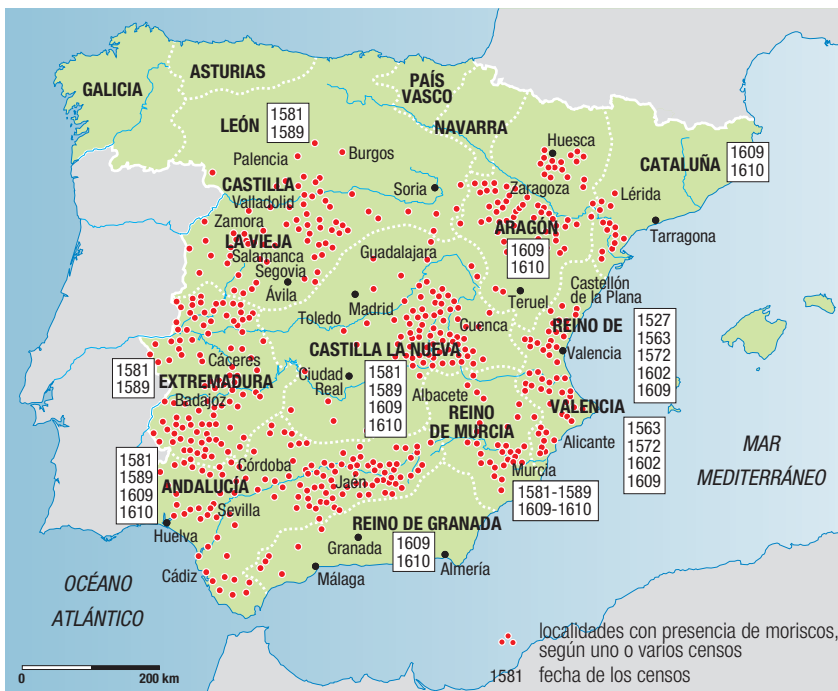 GALICIA
ASTURIAS
PAÍS
VASCO
NAVARRA
LEÓN
1581
1589
Palencia
Burgos
Huesca
CATALUÑA
1609
1610
CASTILLA
Valladolid
Soria
Zaragoza
Lérida
Zamora
LA VIEJA
Salamanca
Segovia
Ávila
Guadalajara
ARAGÓN
1609
1610
Tarragona
Teruel
Castellón
de la Plana
Madrid
Toledo
Cuenca
REINO DE
Valencia
1527
1563
1572
1602
1609
1581
1589
Cáceres
EXTREMADURA
Badajoz
CASTILLA LA NUEVA
Ciudad
Real
1581
1589
1609
1610
Albacete
REINO
DE MURCIA
VALENCIA
Alicante
1563
1572
1602
1609
MAR
MEDITERRÁNEO
1581
1589
1609
1610
ANDALUCÍA
Córdoba
Jaén
Murcia
1581-1589
1609-1610
Sevilla
Huelva
REINO DE GRANADA
Granada
1609
1610
Almería
Cádiz
Málaga
OCÉANO
ATLÁNTICO
localidades con presencia de moriscos,
según uno o varios censos
1581 fecha de los censos
0 200 km